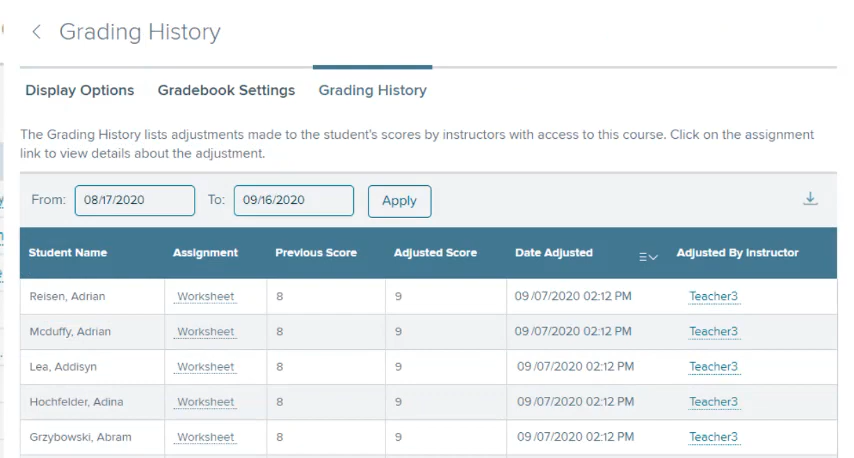 Grading History
Display Options Gradebook Settings Grading History
The Grading History lists adjustments made to the student's scores by instructors with access to this course. Click on the assignment
link to view details about the adjustment.
From: 08/17/2020 To: 09/16/2020 Apply
Student Name Assignment Previous Score Adjusted Score Date Adjusted Adjusted By Instructor
Reisen, Adrian Worksheet 8 9 09/07/2020 02:12 PM Teacher3
Mcduffy, Adrian Worksheet 8 9 09/07/2020 02:12 PM Teacher3
Lea, Addisyn Worksheet 8 9 09/07/2020 02:12 PM Teacher3
Hochfelder, Adina Worksheet 8 9 09/07/2020 02:12 PM Teacher3
Grzybowski, Abram Worksheet 8 9 09/07/2020 02:12 PM Teacher3